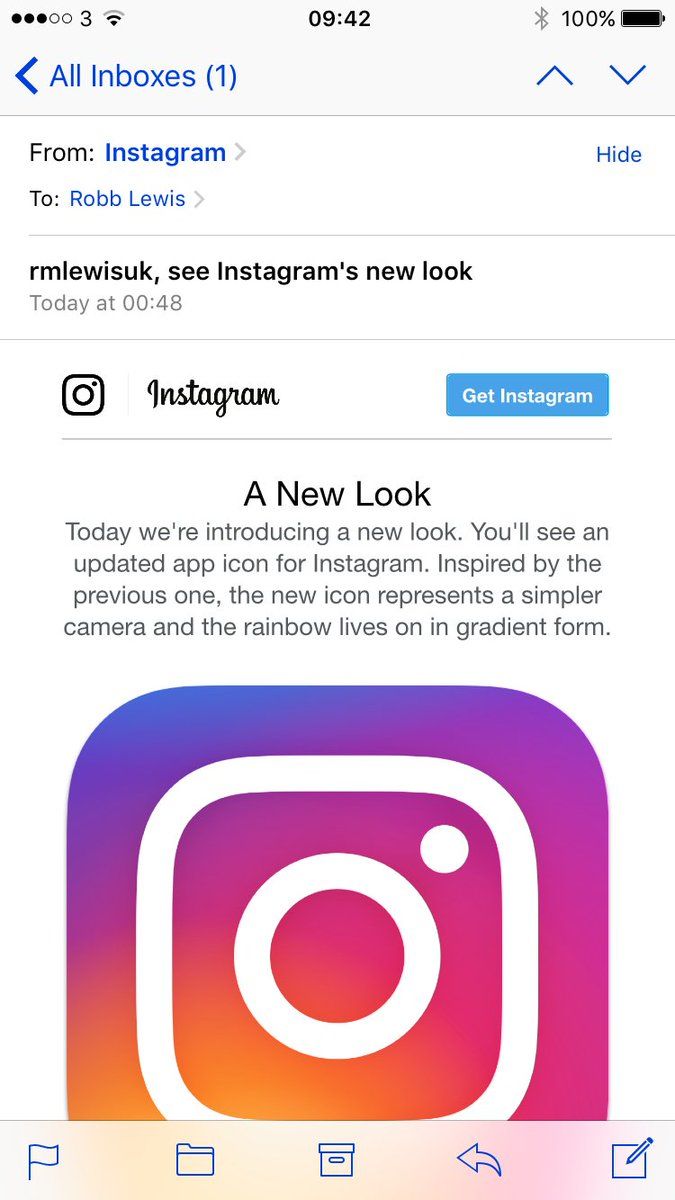 3 09:42 100%
All Inboxes (1)
From: Instagram Hide
To: Robb Lewis
rmlewisuk, see Instagram's new look
Today at 00:48
Instagram Get Instagram
A New Look
Today we're introducing a new look. You'll see an
updated app icon for Instagram. Inspired by the
previous one, the new icon represents a simpler
camera and the rainbow lives on in gradient form.